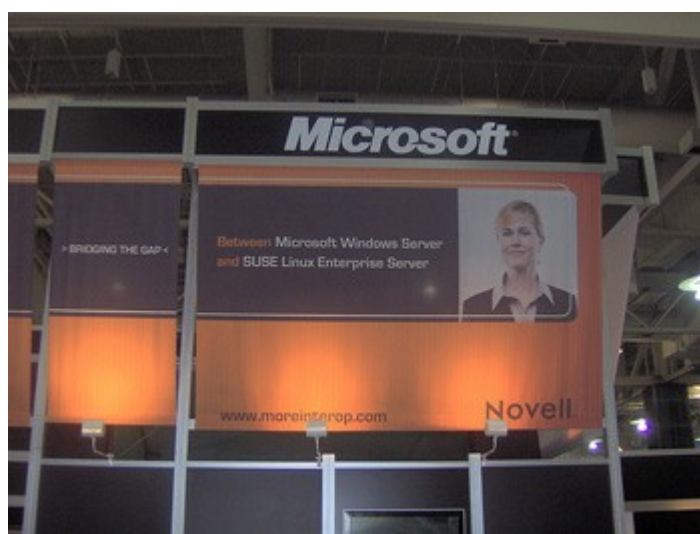 Microsoft
> BRIDGING THE GAP <
Between Microsoft Windows Server
and SUSE Linux Enterprise Server
www.moreinterop.com
Novell